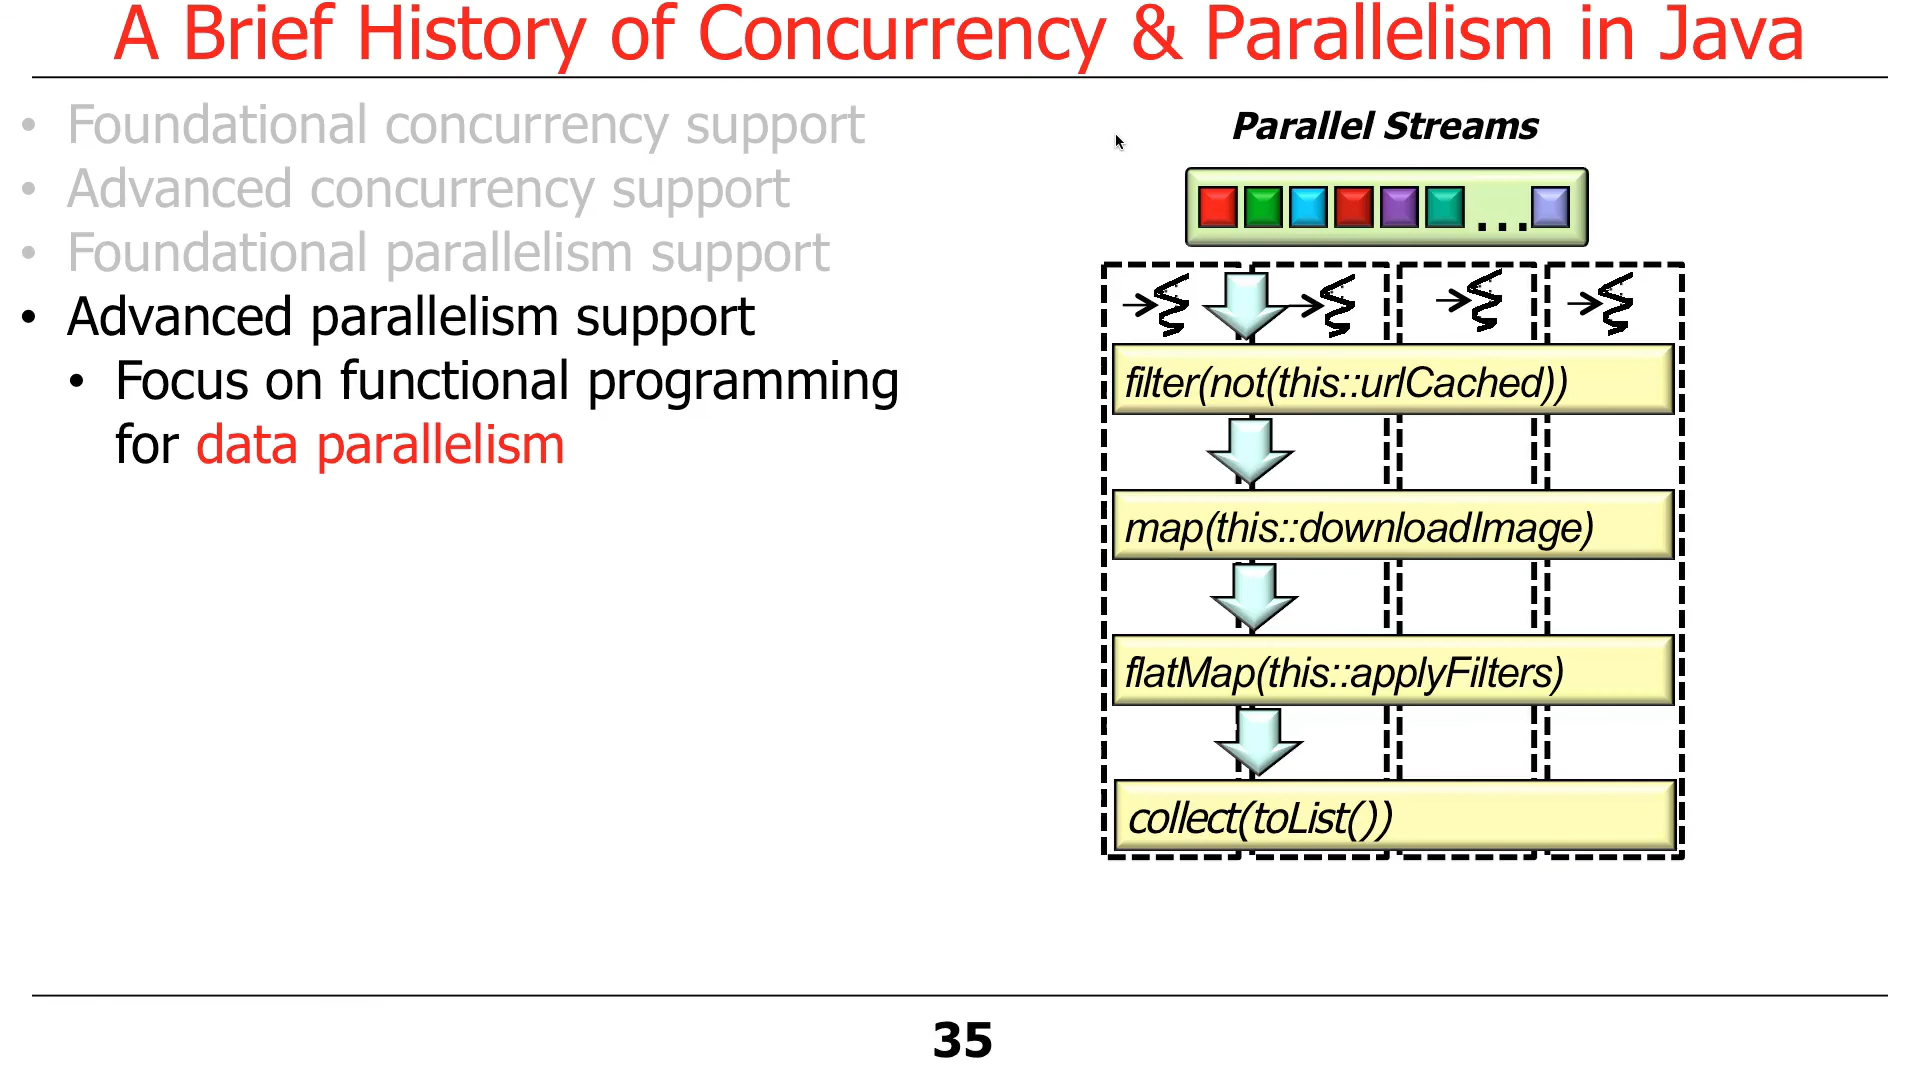 A Brief History of Concurrency & Parallelism in Java
• Foundational concurrency support
• Advanced concurrency support
• Foundational parallelism support
• Advanced parallelism support
• Focus on functional programming
for data parallelism
Parallel Streams
...
filter(not(this::urlCached))
map(this::downloadImage)
flatMap(this::applyFilters)
collect(toList())
35